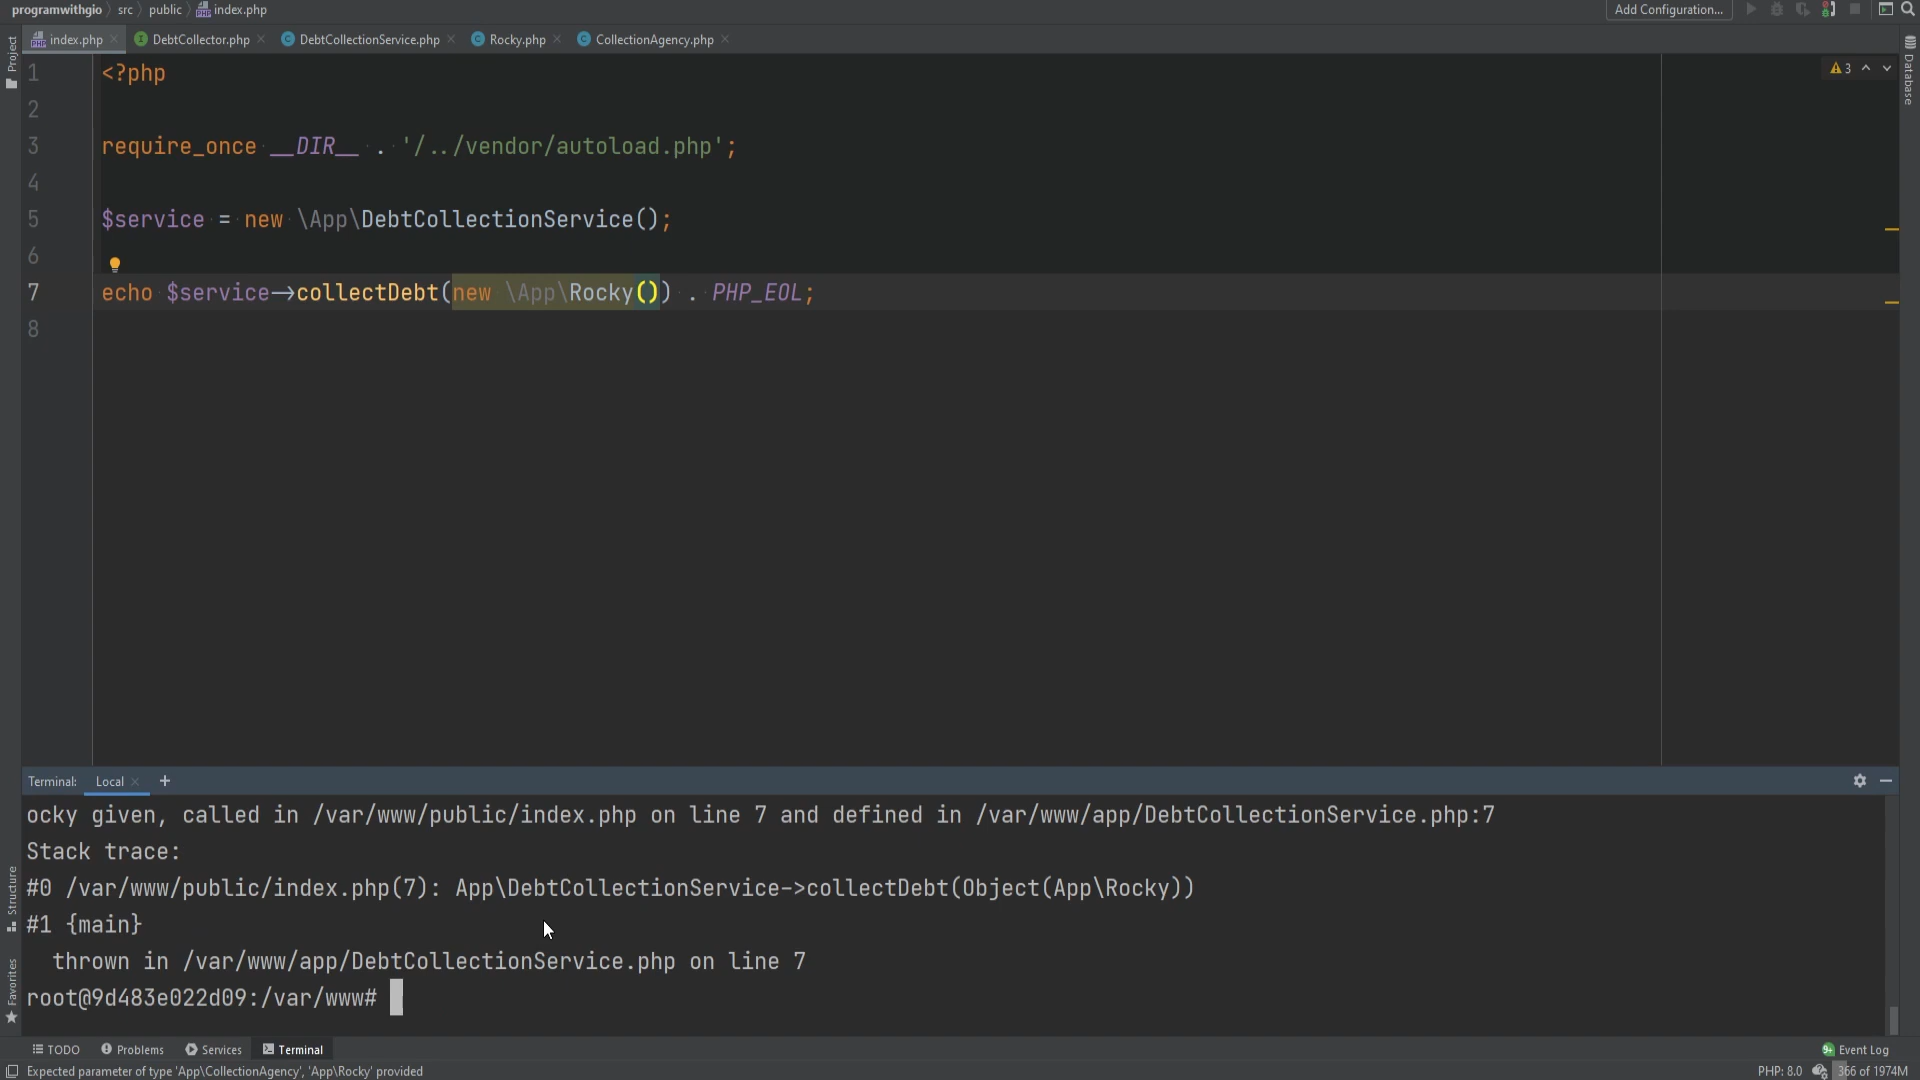 programwithgio src public index.php Add Configuration...
index.php DebtCollector.php DebtCollectionService.php Rocky.php CollectionAgency.php
Project
Database
3
1 <?php
2
3 require_once __DIR__ . '/../vendor/autoload.php';
4
5 $service = new \App\DebtCollectionService();
6
7 echo $service->collectDebt(new \App\Rocky()) . PHP_EOL;
8
Terminal: Local +
ocky given, called in /var/www/public/index.php on line 7 and defined in /var/www/app/DebtCollectionService.php:7
Stack trace:
#0 /var/www/public/index.php(7): App\DebtCollectionService->collectDebt(Object(App\Rocky))
#1 {main}
  thrown in /var/www/app/DebtCollectionService.php on line 7
root@9d483e022d09:/var/www#
Structure
Favorites
TODO Problems Services Terminal 9+ Event Log
Expected parameter of type 'App\CollectionAgency', 'App\Rocky' provided PHP: 8.0 366 of 1974M